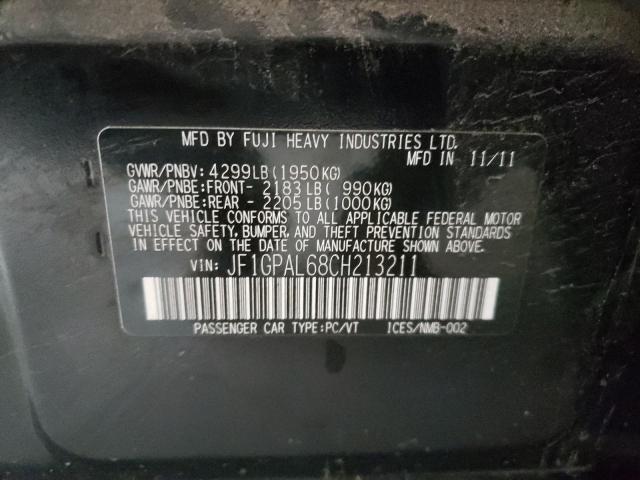 MFD BY FUJI HEAVY INDUSTRIES LTD.
MFD IN 11/11
GVWR/PNBV: 4299LB(1950KG)
GAWR/PNBE:FRONT- 2183LB( 990KG)
GAWR/PNBE:REAR - 2205LB(1000KG)
THIS VEHICLE CONFORMS TO ALL APPLICABLE FEDERAL MOTOR
VEHICLE SAFETY, BUMPER, AND THEFT PREVENTION STANDARDS
IN EFFECT ON THE DATE OF MANUFACTURE SHOWN ABOVE.
VIN: JF1GPAL68CH213211
PASSENGER CAR TYPE:PC/VT ICES/NMB-002